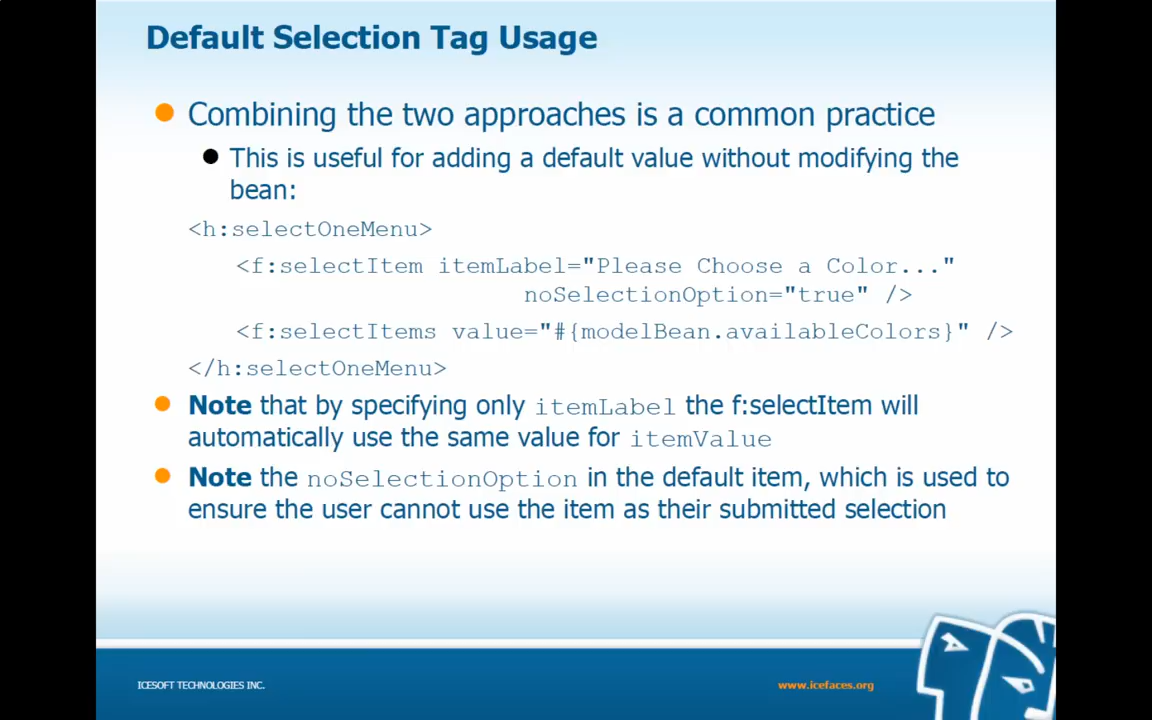 Default Selection Tag Usage
Combining the two approaches is a common practice
This is useful for adding a default value without modifying the
bean:
<h:selectOneMenu>
<f:selectItem itemLabel="Please Choose a Color..."
noSelectionOption="true" />
<f:selectItems value="#{modelBean.availableColors}" />
</h:selectOneMenu>
Note that by specifying only itemLabel the f:selectItem will
automatically use the same value for itemValue
Note the noSelectionOption in the default item, which is used to
ensure the user cannot use the item as their submitted selection
ICESOFT TECHNOLOGIES INC.
www.icefaces.org